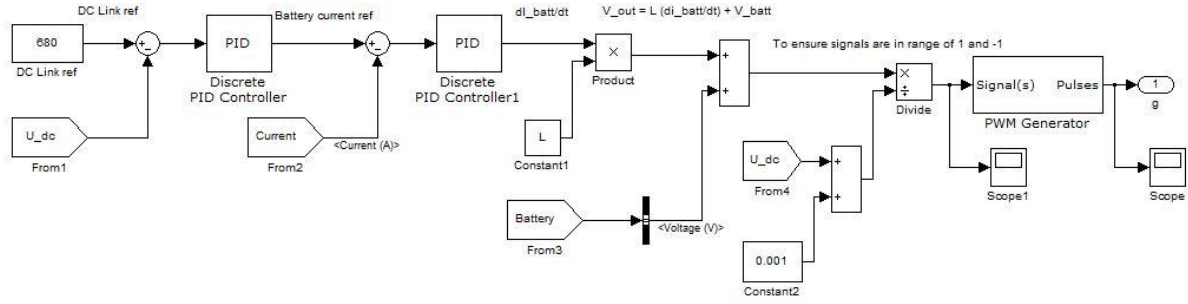 DC Link ref
Battery current ref
dI_batt/dt
V_out = L (di_batt/dt) + V_batt
To ensure signals are in range of 1 and -1
680
DC Link ref
PID
Discrete
PID Controller
PID
Discrete
PID Controller1
×
Product
+
+
×
÷
Divide
Signal(s)
Pulses
PWM Generator
1
g
U_dc
From1
Current
From2
<Current (A)>
L
Constant1
Battery
From3
<Voltage (V)>
U_dc
From4
+
+
0.001
Constant2
Scope1
Scope